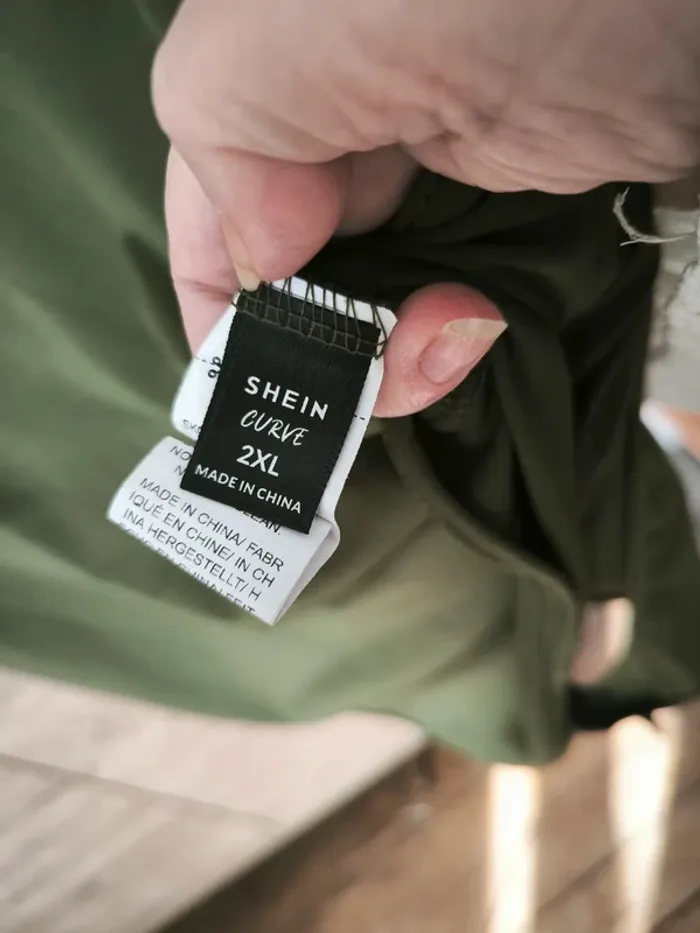 SHEIN
CURVE
2XL
MADE IN CHINA
MADE IN CHINA/ FABR
IQUÉ EN CHINE/ IN CH
INA HERGESTELLT/ H